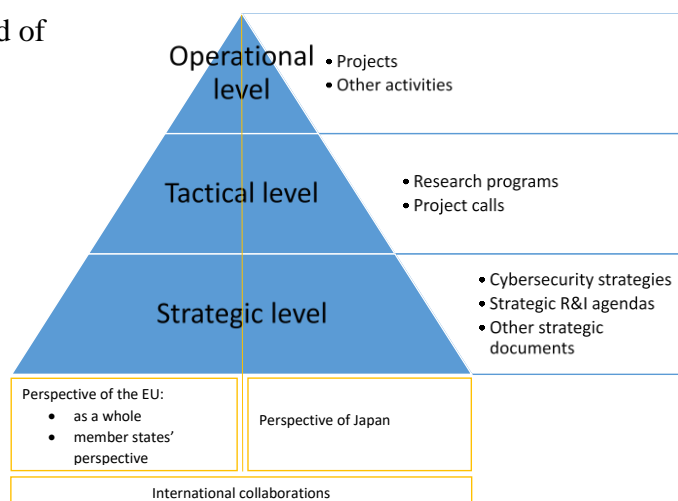 d of
Operational
level
• Projects
• Other activities
Tactical level
• Research programs
• Project calls
Strategic level
• Cybersecurity strategies
• Strategic R&I agendas
• Other strategic
documents
Perspective of the EU:
• as a whole
• member states'
perspective
Perspective of Japan
International collaborations